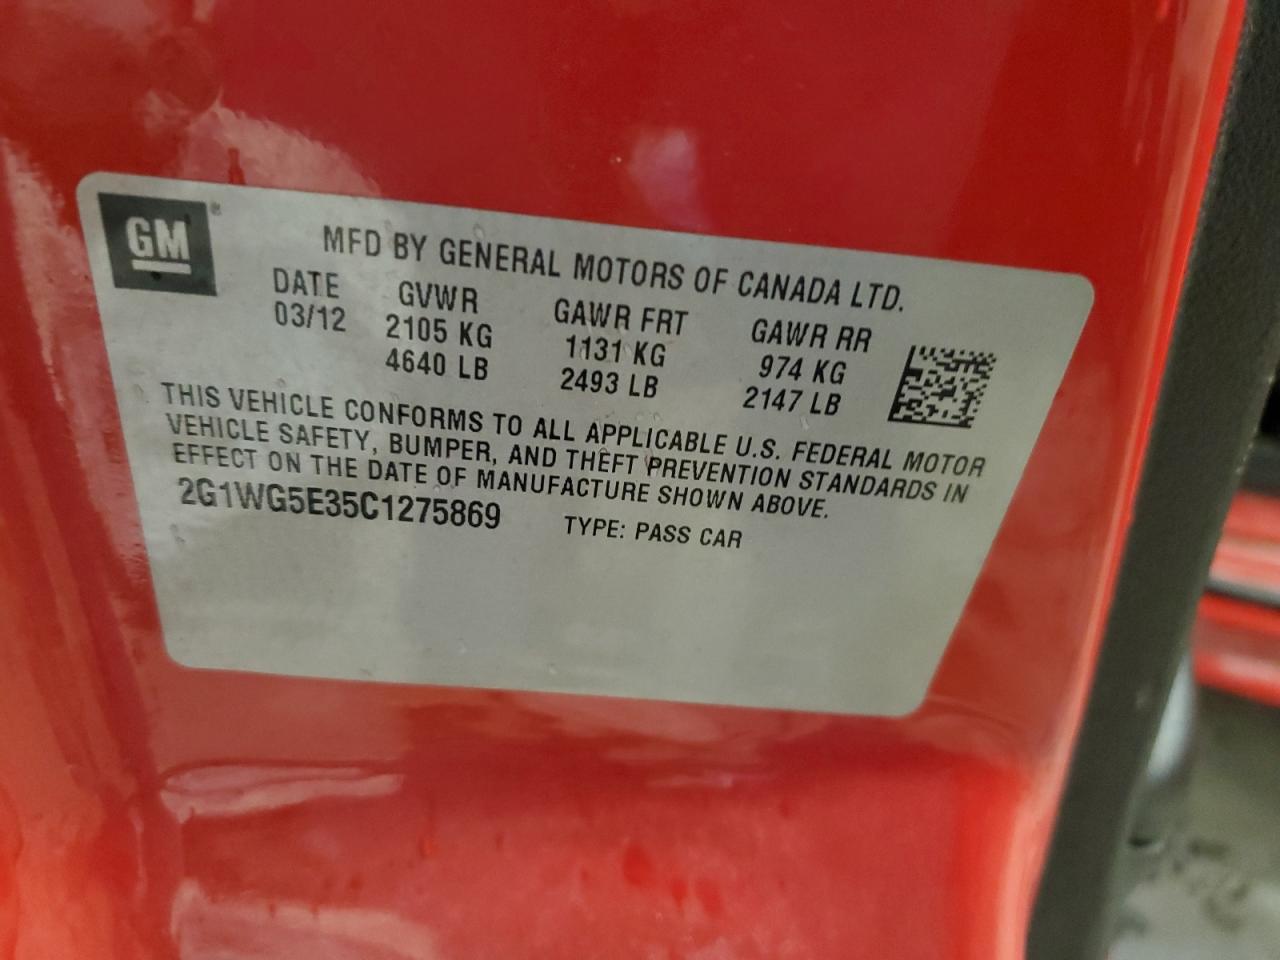 GM®
MFD BY GENERAL MOTORS OF CANADA LTD.
DATE GVWR GAWR FRT GAWR RR
03/12 2105 KG 1131 KG 974 KG
4640 LB 2493 LB 2147 LB
THIS VEHICLE CONFORMS TO ALL APPLICABLE U.S. FEDERAL MOTOR
VEHICLE SAFETY, BUMPER, AND THEFT PREVENTION STANDARDS IN
EFFECT ON THE DATE OF MANUFACTURE SHOWN ABOVE.
2G1WG5E35C1275869 TYPE: PASS CAR